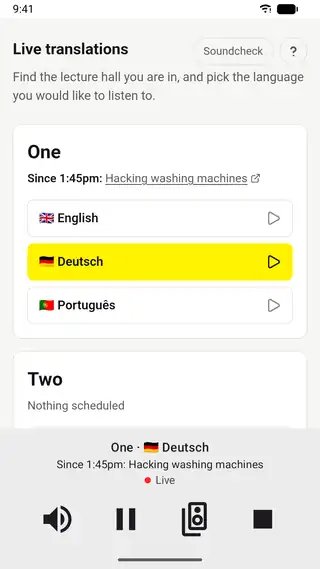 9:41
Live translations
Soundcheck
?
Find the lecture hall you are in, and pick the language
you would like to listen to.
One
Since 1:45pm: Hacking washing machines
English
Deutsch
Português
Two
Nothing scheduled
One · Deutsch
Since 1:45pm: Hacking washing machines
Live